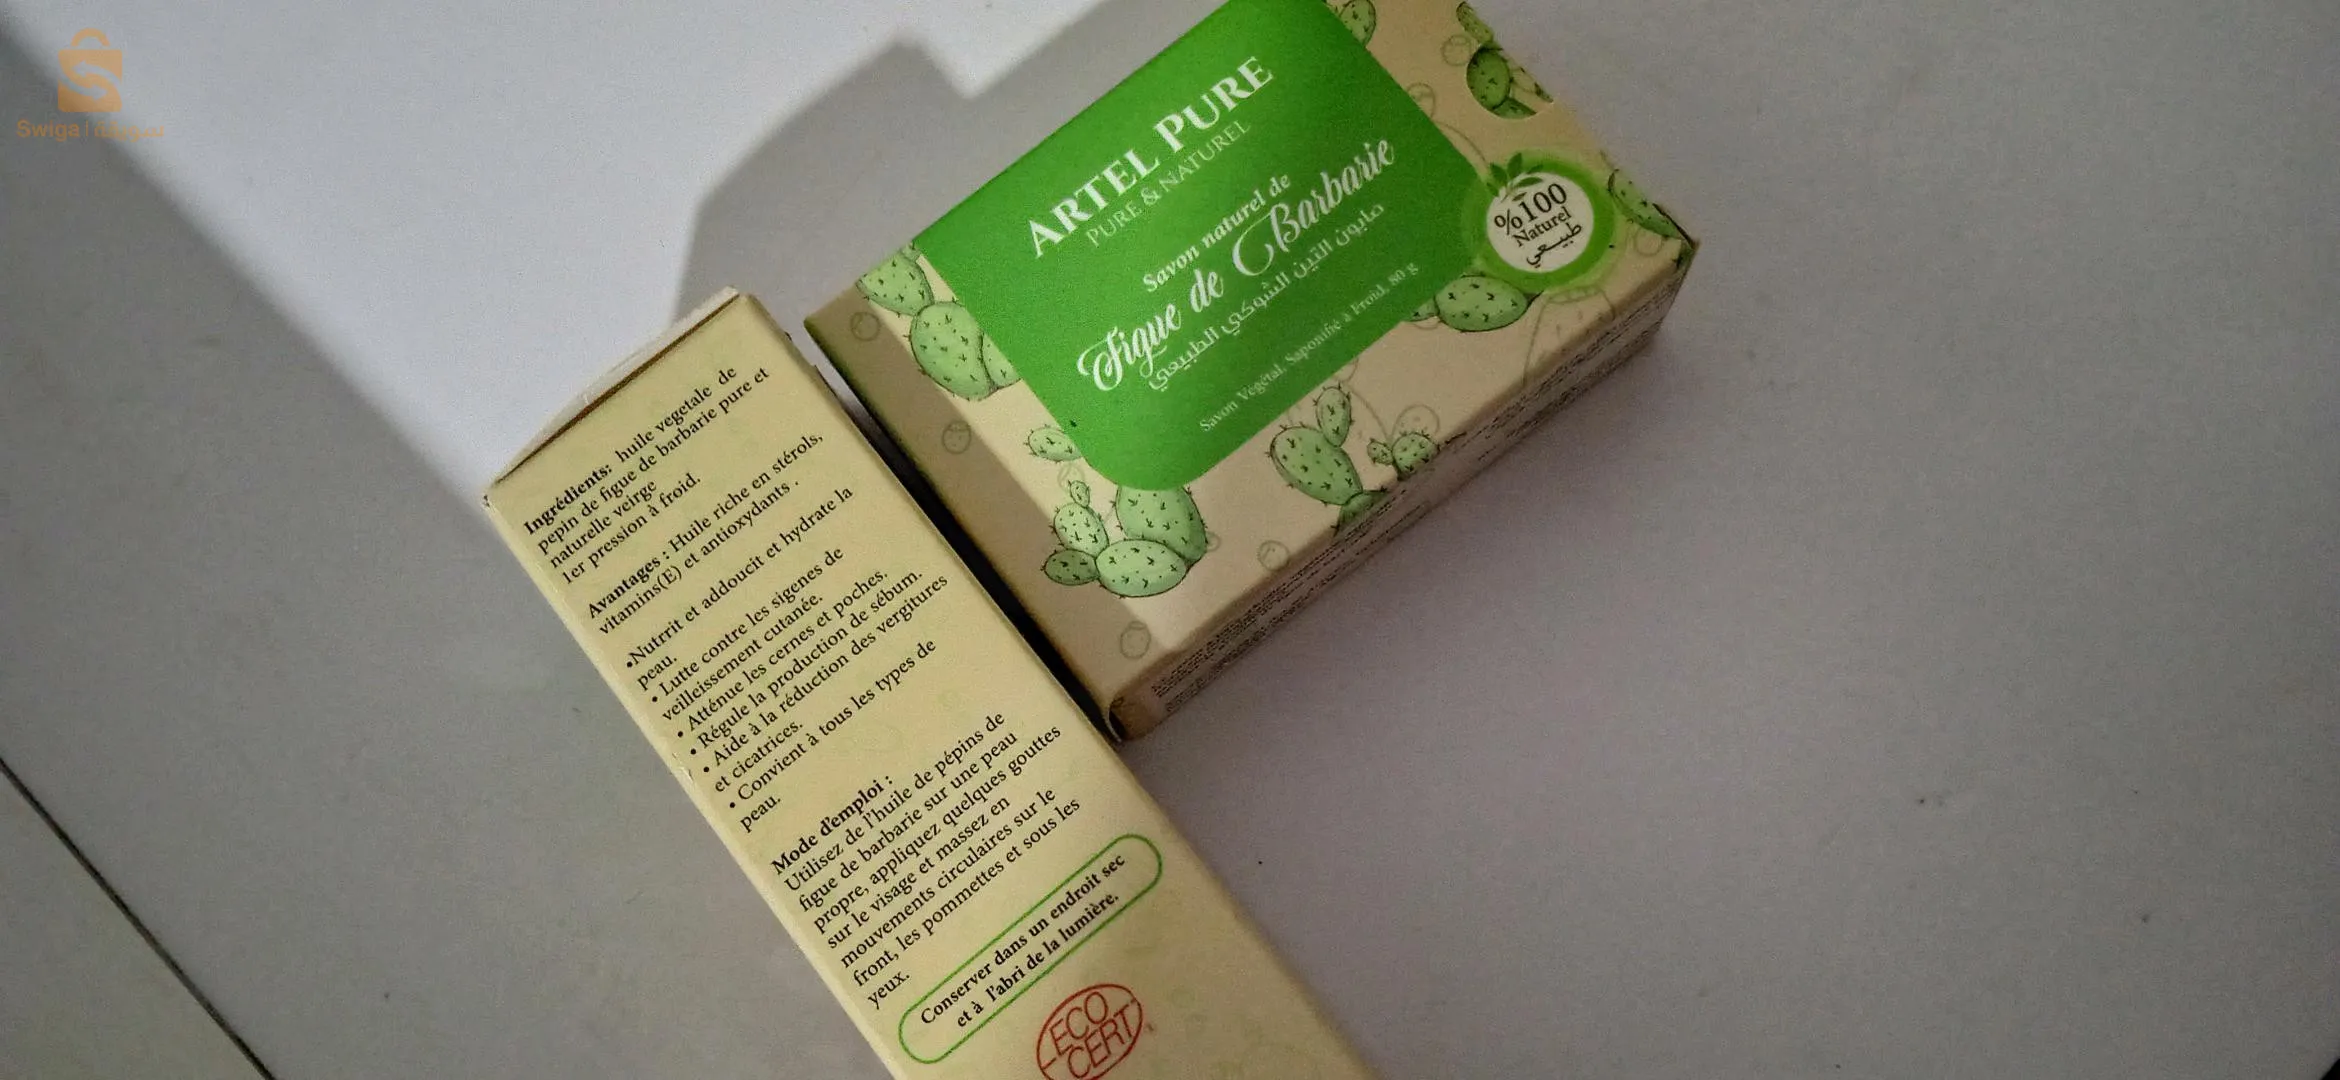 Swiga | سويقة
ARTEL PURE
PURE & NATUREL
Savon naturel de
Figue de Barbarie
صابون التين الشوكي الطبيعي
Savon Végétal, Saponifié à Froid, 80 g
%100
Naturel
طبيعي
Ingrédients: huile vegetale de
pepin de figue de barbarie pure et
naturelle veirge
1er pression à froid.
Avantages : Huile riche en stérols,
vitamins(E) et antioxydants .
•Nutrrit et addoucit et hydrate la
peau.
• Lutte contre les sigenes de
veilleissement cutanée.
• Atténue les cernes et poches.
• Régule la production de sébum.
• Aide à la réduction des vergitures
et cicatrices.
• Convient à tous les types de
peau.
Mode d'emploi :
Utilisez de l'huile de pépins de
figue de barbarie sur une peau
propre, appliquez quelques gouttes
sur le visage et massez en
mouvements circulaires sur le
front, les pommettes et sous les
yeux.
Conserver dans un endroit sec
et à l'abri de la lumière.
ECO
CERT